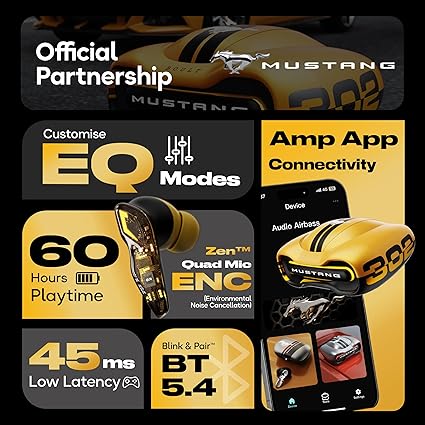 Official
Partnership
MUSTANG
MUSTANG
302
Customise
EQ
Modes
Amp App
Connectivity
Device
Audio Airbass
MUSTANG
302
60
Hours
Playtime
Zen™
Quad Mic
ENC
(Environmental
Noise Cancellation)
45ms
Low Latency
Blink & Pair™
BT
5.4